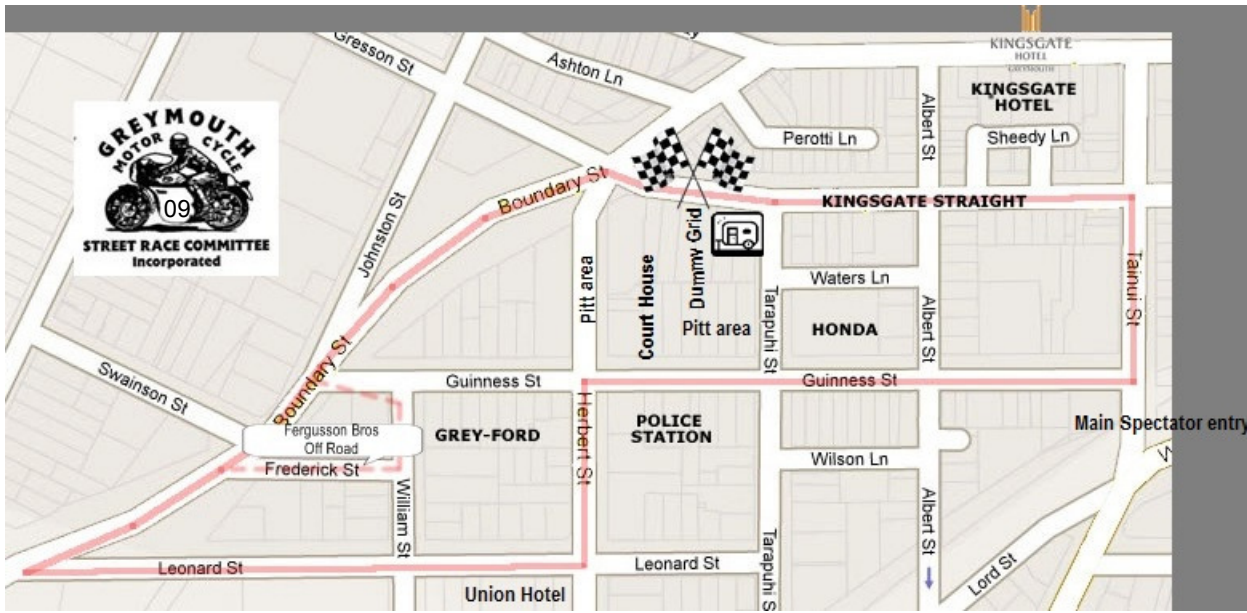 KINGSGATE
HOTEL
GREYMOUTH
Gresson St
Ashton Ln
KINGSGATE
HOTEL
Albert St
Perotti Ln
Sheedy Ln
GREYMOUTH
MOTOR CYCLE
09
STREET RACE COMMITTEE
Incorporated
Boundary St
KINGSGATE STRAIGHT
Johnston St
Pitt area
Court House
Dummy Grid
Pitt area
Waters Ln
Tainui St
Tarapuhi St
HONDA
Albert St
Boundary St
Swainson St
Guinness St
Guinness St
Herbert St
Fergusson Bros
Off Road
GREY-FORD
POLICE
STATION
Main Spectator entry
Frederick St
Wilson Ln
William St
Albert St
Tarapuhi S
Leonard St
Leonard St
Lord St
Union Hotel